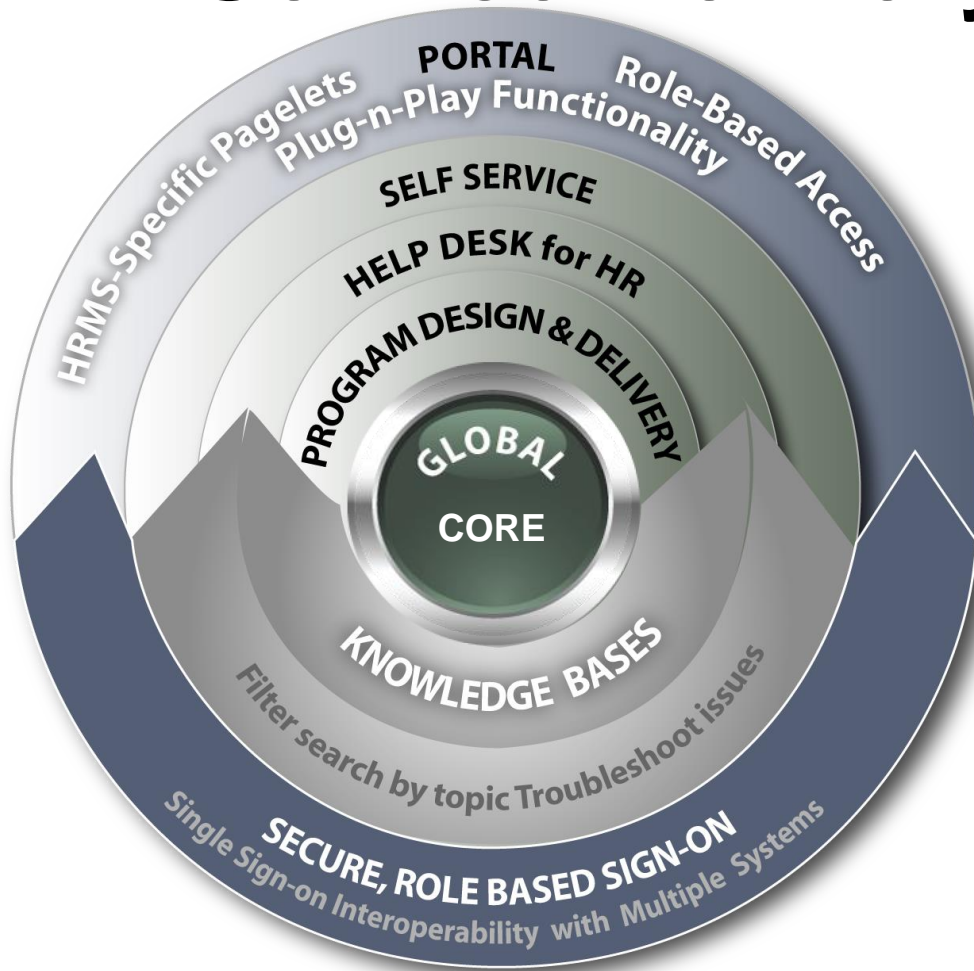 PORTAL
HRMS-Specific Pagelets
Plug-n-Play Functionality
Role-Based Access
SELF SERVICE
HELP DESK for HR
PROGRAM DESIGN & DELIVERY
GLOBAL
CORE
KNOWLEDGE BASES
Filter search by topic Troubleshoot issues
SECURE, ROLE BASED SIGN-ON
Single Sign-on Interoperability with Multiple Systems